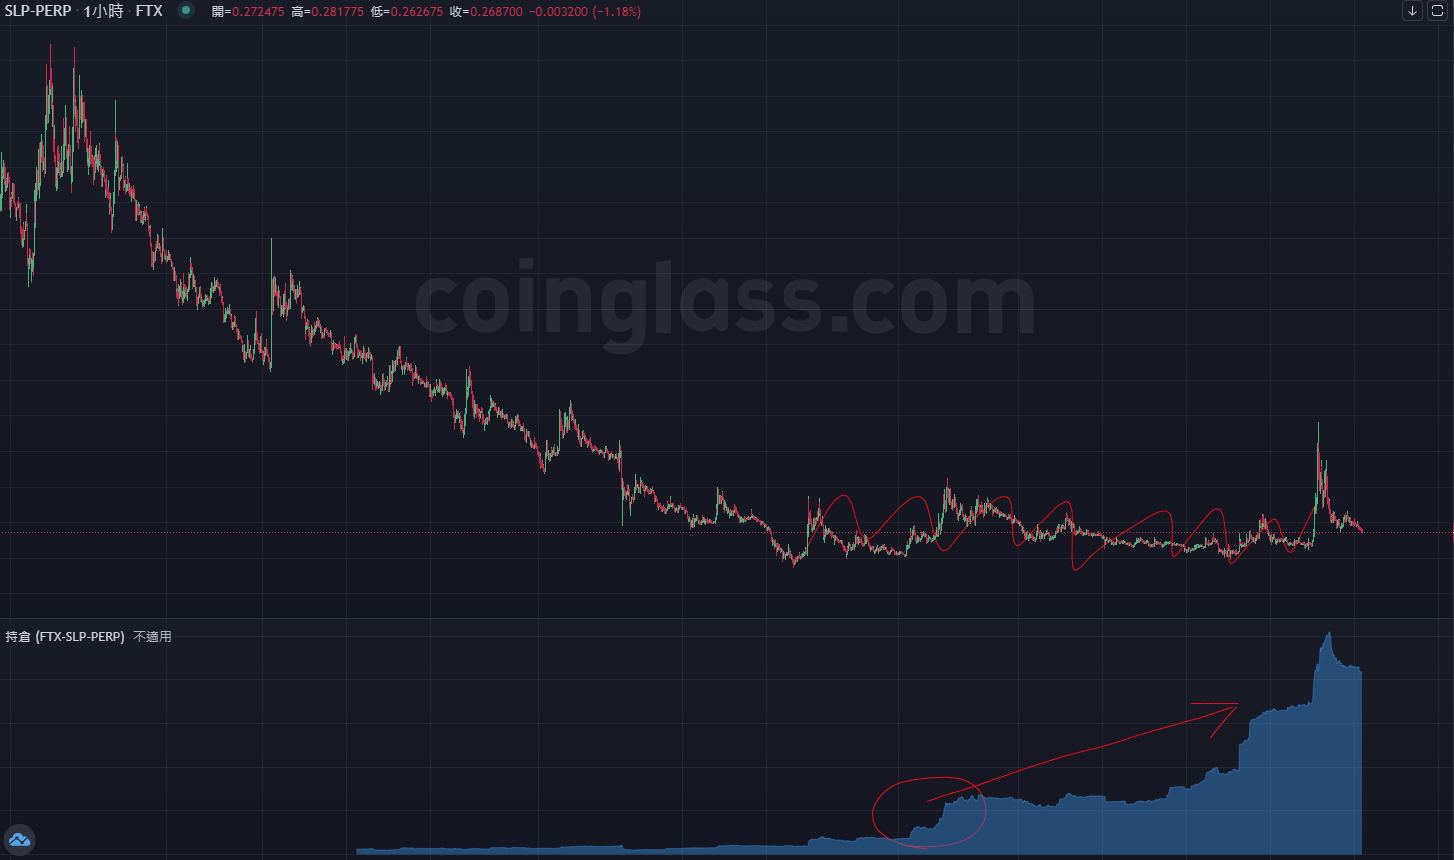 SLP-PERP · 1小時 · FTX 開=0.272475 高=0.281775 低=0.262675 收=0.268700 −0.003200 (−1.18%)
coinglass.com
持倉 (FTX-SLP-PERP) 不適用